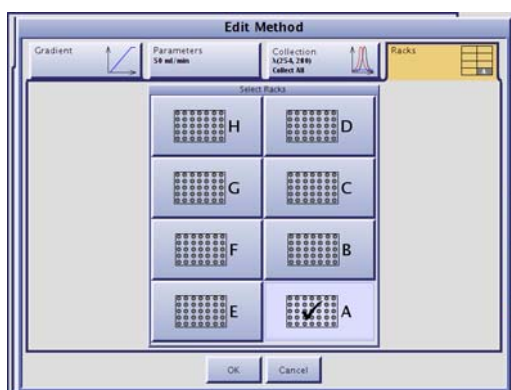 Edit Method
Gradient
Parameters
50 ml/min
Collection
λ(254, 280)
Collect All
Racks
A
Select Racks
H
D
G
C
F
B
E
A
OK
Cancel